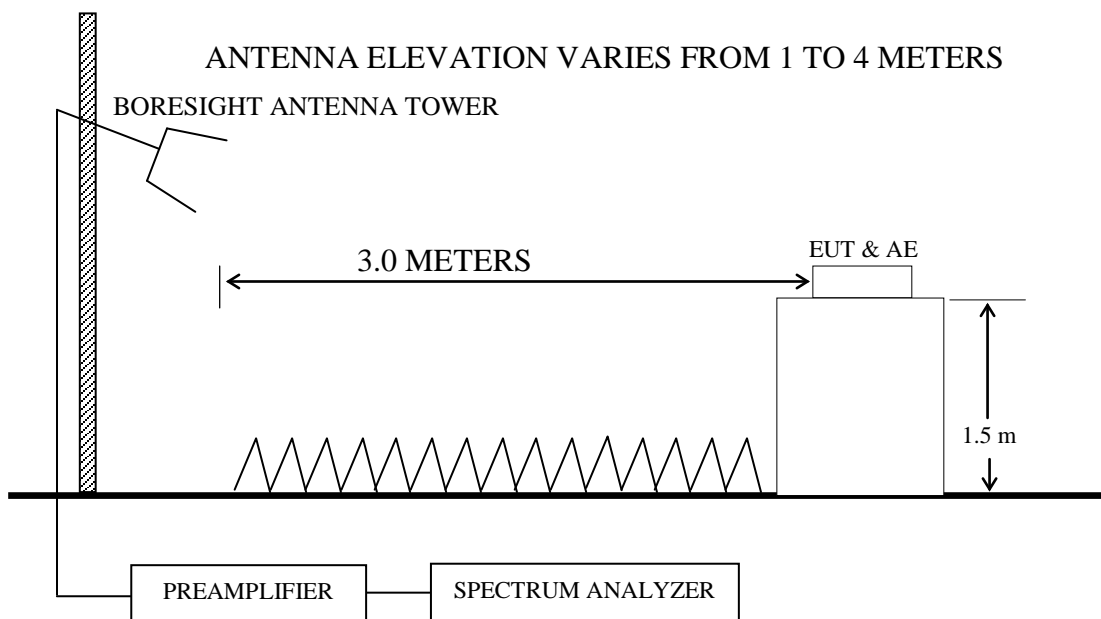 ANTENNA ELEVATION VARIES FROM 1 TO 4 METERS
BORESIGHT ANTENNA TOWER
3.0 METERS
EUT & AE
1.5 m
PREAMPLIFIER
SPECTRUM ANALYZER